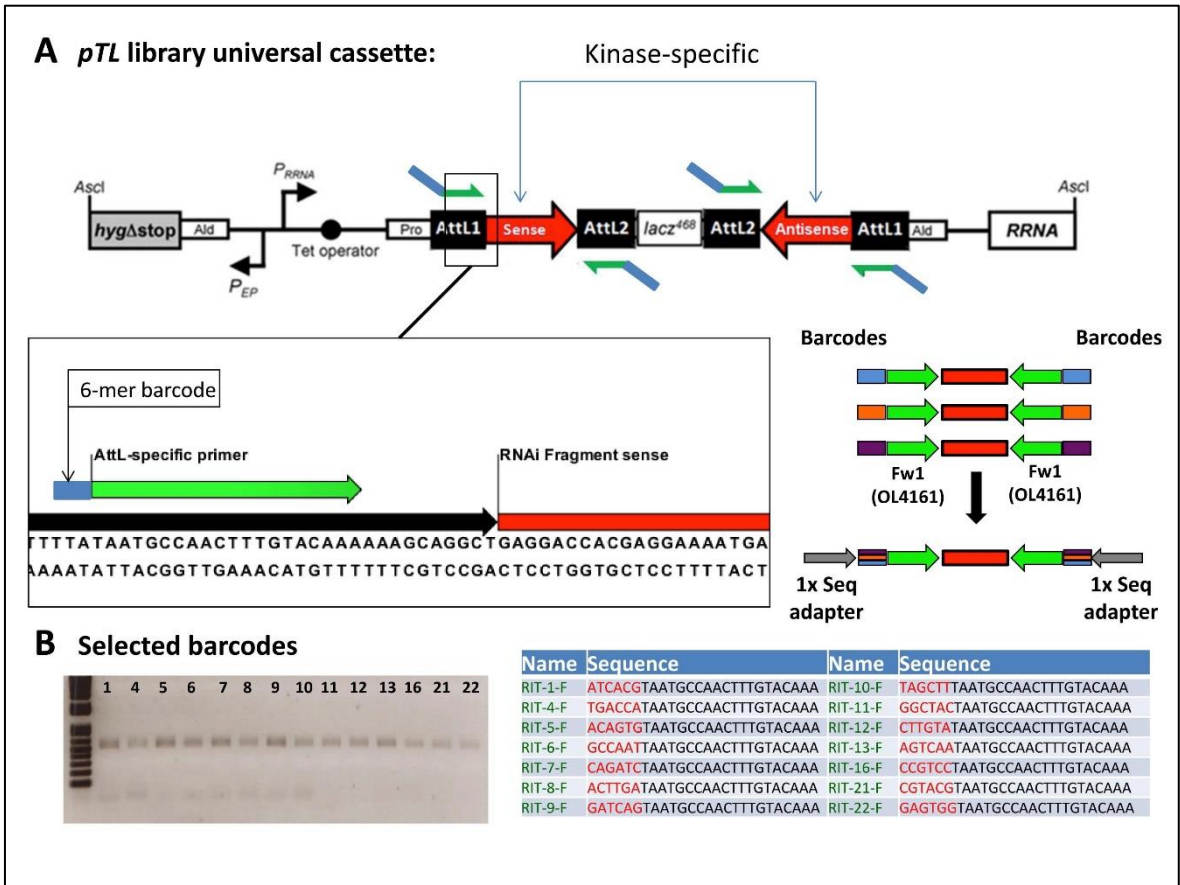 A pTL library universal cassette:
Kinase-specific
AscI
hygΔstop
Ald
P_EP
P_RRNA
Tet operator
Pro
AttL1
Sense
AttL2
lacz⁴⁶⁸
AttL2
Antisense
AttL1
Ald
RRNA
AscI
6-mer barcode
AttL-specific primer
RNAi Fragment sense
TTTTATAATGCCAACTTTGTACAAAAAAGCAGGCTGAGGACCACGAGGAAAATGA
AAAATATTACGGTTGAAACATGTTTTTTCGTCCGACTCCTGGTGCTCCTTTTACT
Barcodes
Barcodes
Fw1 (OL4161)
Fw1 (OL4161)
1x Seq adapter
1x Seq adapter
B Selected barcodes
1 4 5 6 7 8 9 10 11 12 13 16 21 22
Name Sequence Name Sequence
RIT-1-F ATCACGTAATGCCAACTTTGTACAAA RIT-10-F TAGCTTTAATGCCAACTTTGTACAAA
RIT-4-F TGACCATAATGCCAACTTTGTACAAA RIT-11-F GGCTACTAATGCCAACTTTGTACAAA
RIT-5-F ACAGTGTAATGCCAACTTTGTACAAA RIT-12-F CTTGTATAATGCCAACTTTGTACAAA
RIT-6-F GCCAATTAATGCCAACTTTGTACAAA RIT-13-F AGTCAATAATGCCAACTTTGTACAAA
RIT-7-F CAGATCTAATGCCAACTTTGTACAAA RIT-16-F CCGTCCTAATGCCAACTTTGTACAAA
RIT-8-F ACTTGATAATGCCAACTTTGTACAAA RIT-21-F CGTACGTAATGCCAACTTTGTACAAA
RIT-9-F GATCAGTAATGCCAACTTTGTACAAA RIT-22-F GAGTGGTAATGCCAACTTTGTACAAA